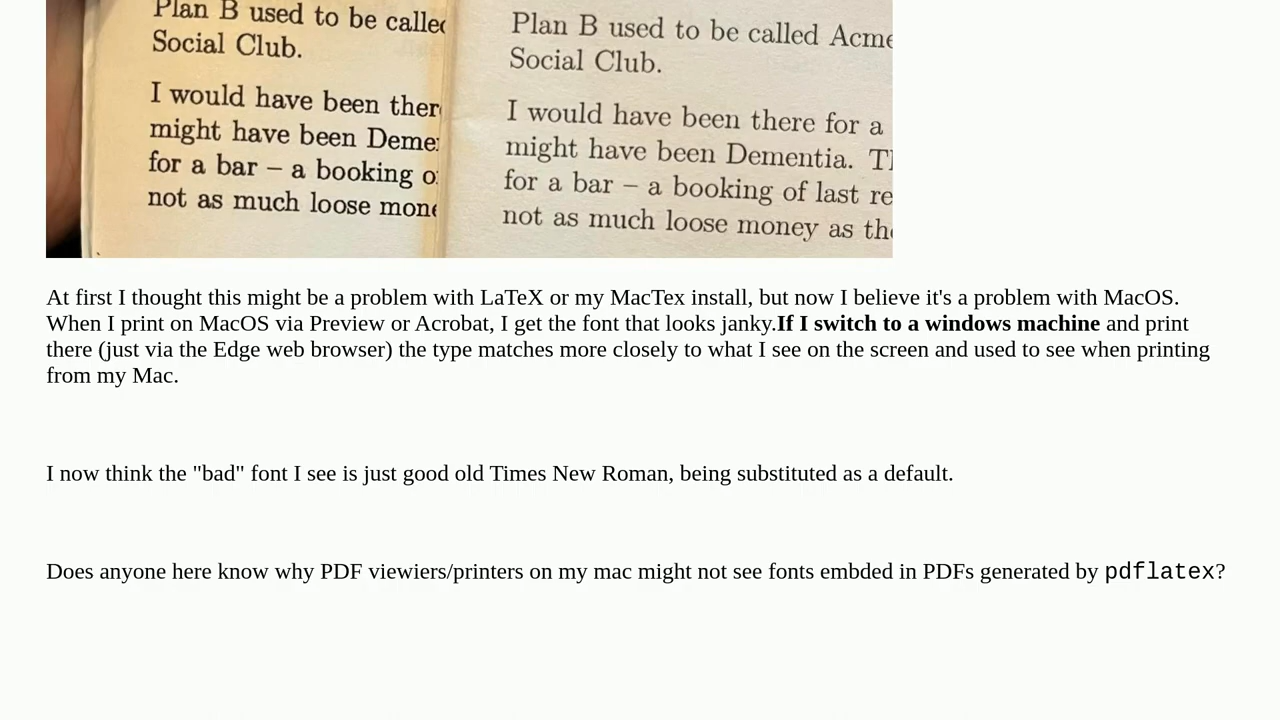 Plan B used to be called
Social Club.
I would have been ther
might have been Deme
for a bar – a booking o
not as much loose mone
Plan B used to be called Acme
Social Club.
I would have been there for a
might have been Dementia. Th
for a bar – a booking of last re
not as much loose money as the
At first I thought this might be a problem with LaTeX or my MacTex install, but now I believe it's a problem with MacOS.
When I print on MacOS via Preview or Acrobat, I get the font that looks janky.If I switch to a windows machine and print
there (just via the Edge web browser) the type matches more closely to what I see on the screen and used to see when printing
from my Mac.
I now think the "bad" font I see is just good old Times New Roman, being substituted as a default.
Does anyone here know why PDF viewiers/printers on my mac might not see fonts embded in PDFs generated by pdflatex?